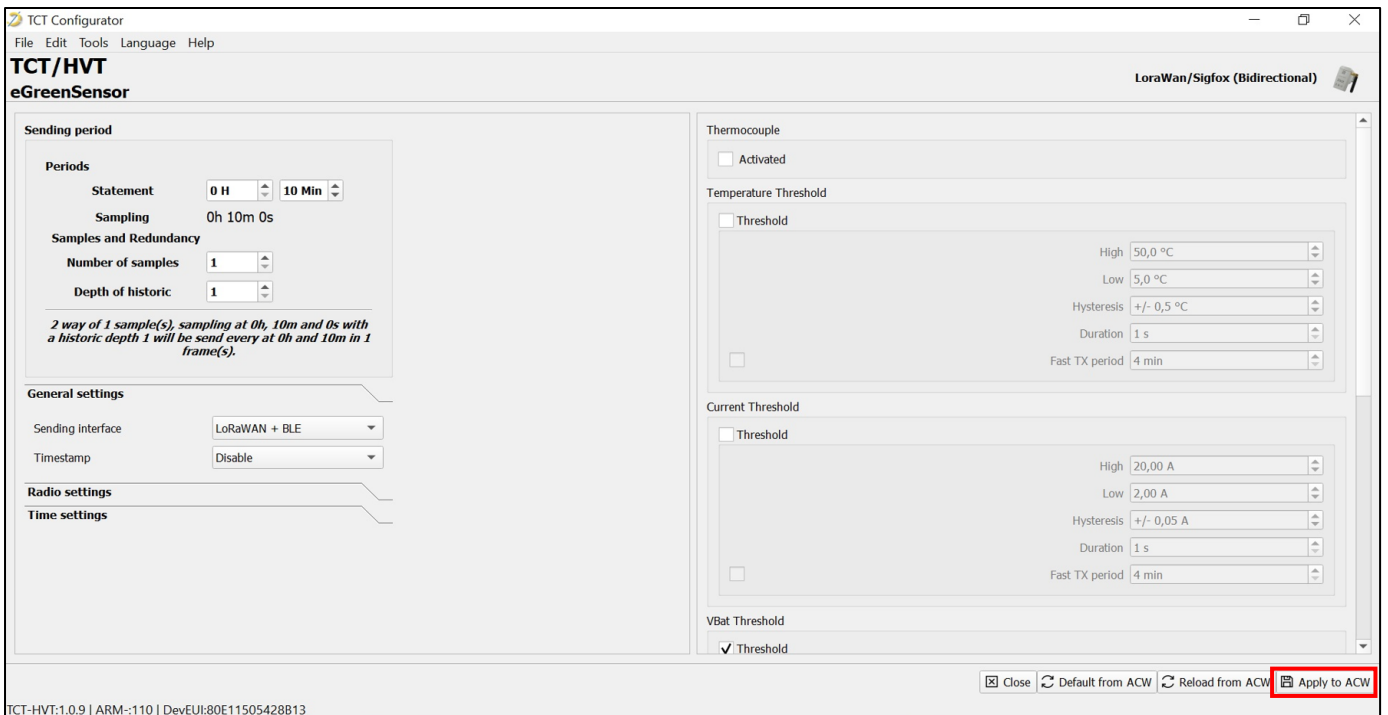 TCT Configurator
File Edit Tools Language Help
TCT/HVT
eGreenSensor
LoraWan/Sigfox (Bidirectional)
Sending period
Periods
Statement 0 H 10 Min
Sampling 0h 10m 0s
Samples and Redundancy
Number of samples 1
Depth of historic 1
2 way of 1 sample(s), sampling at 0h, 10m and 0s with
a historic depth 1 will be send every at 0h and 10m in 1
frame(s).
General settings
Sending interface LoRaWAN + BLE
Timestamp Disable
Radio settings
Time settings
Thermocouple
Activated
Temperature Threshold
Threshold
High 50,0 °C
Low 5,0 °C
Hysteresis +/- 0,5 °C
Duration 1 s
Fast TX period 4 min
Current Threshold
Threshold
High 20,00 A
Low 2,00 A
Hysteresis +/- 0,05 A
Duration 1 s
Fast TX period 4 min
VBat Threshold
Threshold
Close Default from ACW Reload from ACW Apply to ACW
TCT-HVT:1.0.9 | ARM-:110 | DevEUI:80E11505428B13